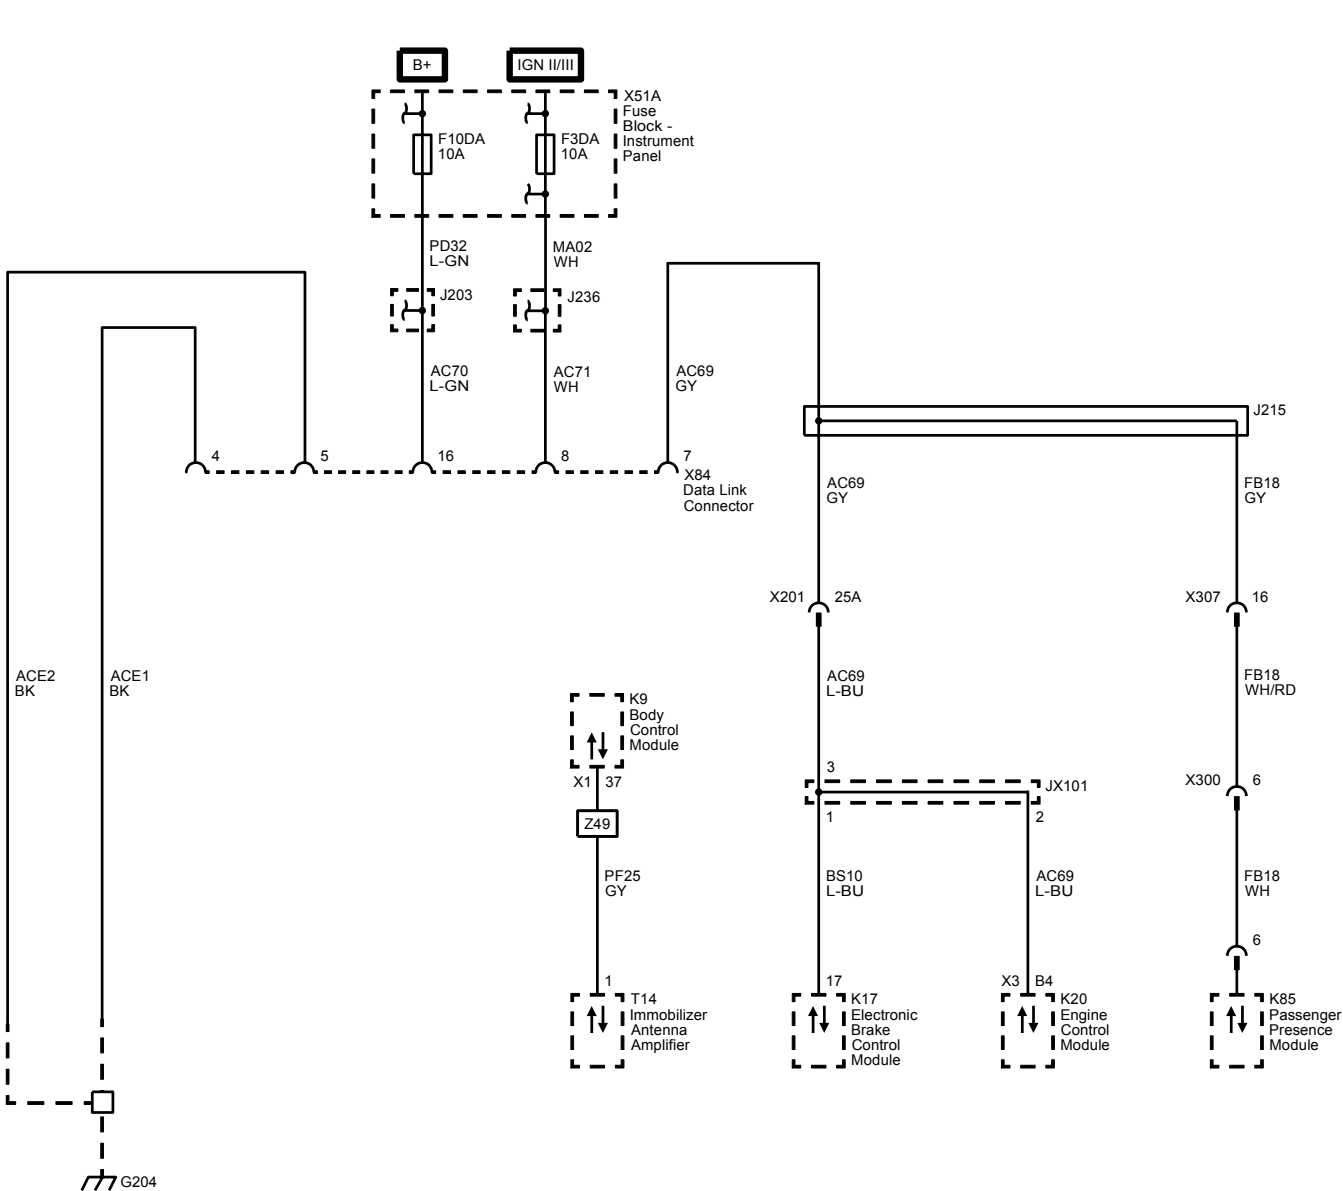 B+
IGN II/III
X51A
Fuse
Block -
Instrument
Panel
F10DA
10A
F3DA
10A
PD32
L-GN
MA02
WH
J203
J236
AC70
L-GN
AC71
WH
AC69
GY
J215
4
5
16
8
7
X84
Data Link
Connector
AC69
GY
FB18
GY
X201
25A
X307
16
ACE2
BK
ACE1
BK
AC69
L-BU
FB18
WH/RD
K9
Body
Control
Module
X1
37
Z49
3
JX101
1
2
X300
6
PF25
GY
BS10
L-BU
AC69
L-BU
FB18
WH
6
1
17
X3
B4
T14
Immobilizer
Antenna
Amplifier
K17
Electronic
Brake
Control
Module
K20
Engine
Control
Module
K85
Passenger
Presence
Module
G204